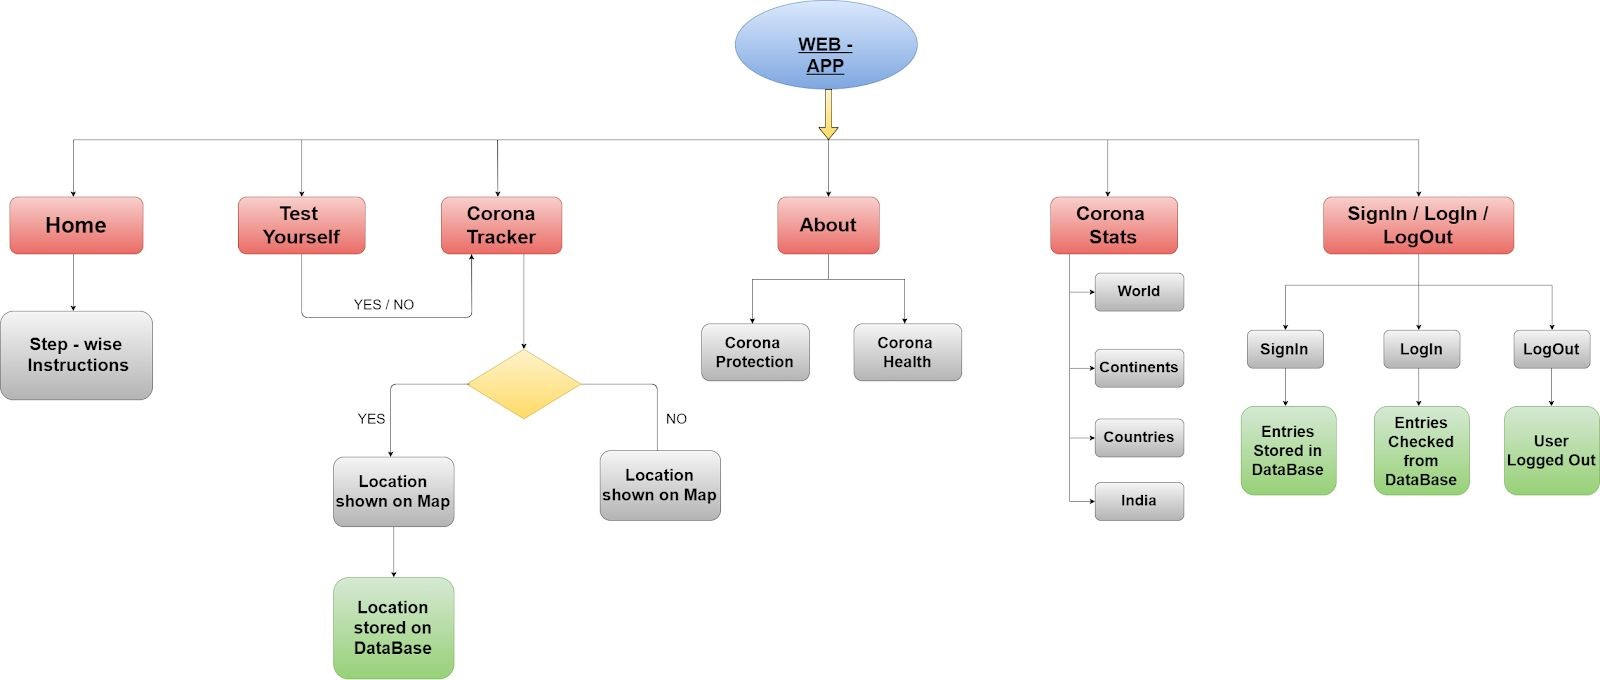 WEB -
APP
Home
Test
Yourself
Corona
Tracker
About
Corona
Stats
SignIn / LogIn /
LogOut
Step - wise
Instructions
YES / NO
YES
NO
Location
shown on Map
Location
shown on Map
Location
stored on
DataBase
Corona
Protection
Corona
Health
World
Continents
Countries
India
SignIn
LogIn
LogOut
Entries
Stored in
DataBase
Entries
Checked
from
DataBase
User
Logged Out